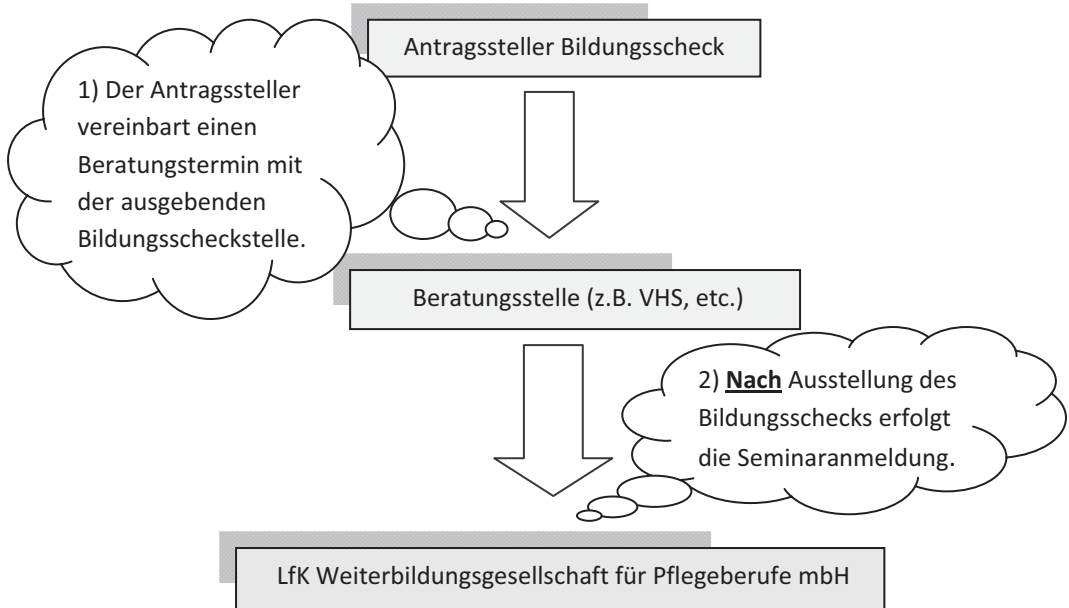 Antragssteller Bildungsscheck
1) Der Antragssteller
vereinbart einen
Beratungstermin mit
der ausgebenden
Bildungsscheckstelle.
Beratungsstelle (z.B. VHS, etc.)
2) Nach Ausstellung des
Bildungsschecks erfolgt
die Seminaranmeldung.
LfK Weiterbildungsgesellschaft für Pflegeberufe mbH